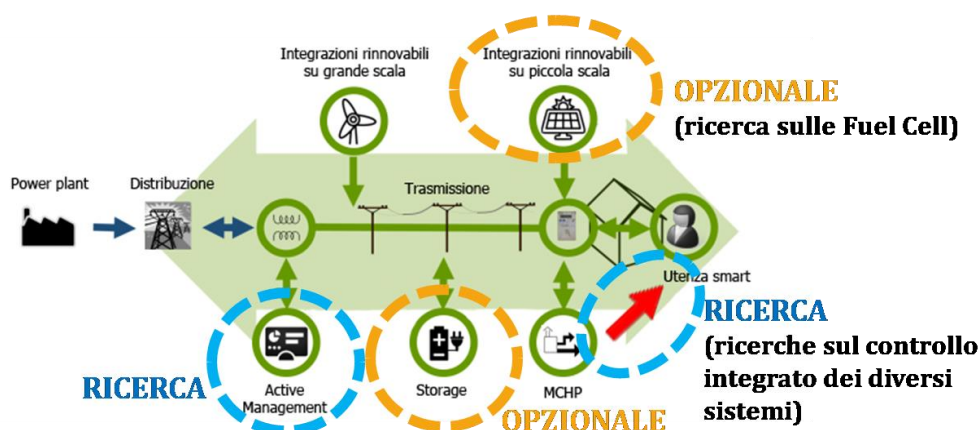 Integrazioni rinnovabili
su grande scala
Integrazioni rinnovabili
su piccola scala
OPZIONALE
(ricerca sulle Fuel Cell)
Power plant
Distribuzione
Trasmissione
Utenza smart
RICERCA
(ricerche sul controllo
integrato dei diversi
sistemi)
RICERCA
Active
Management
Storage
MCHP
OPZIONALE